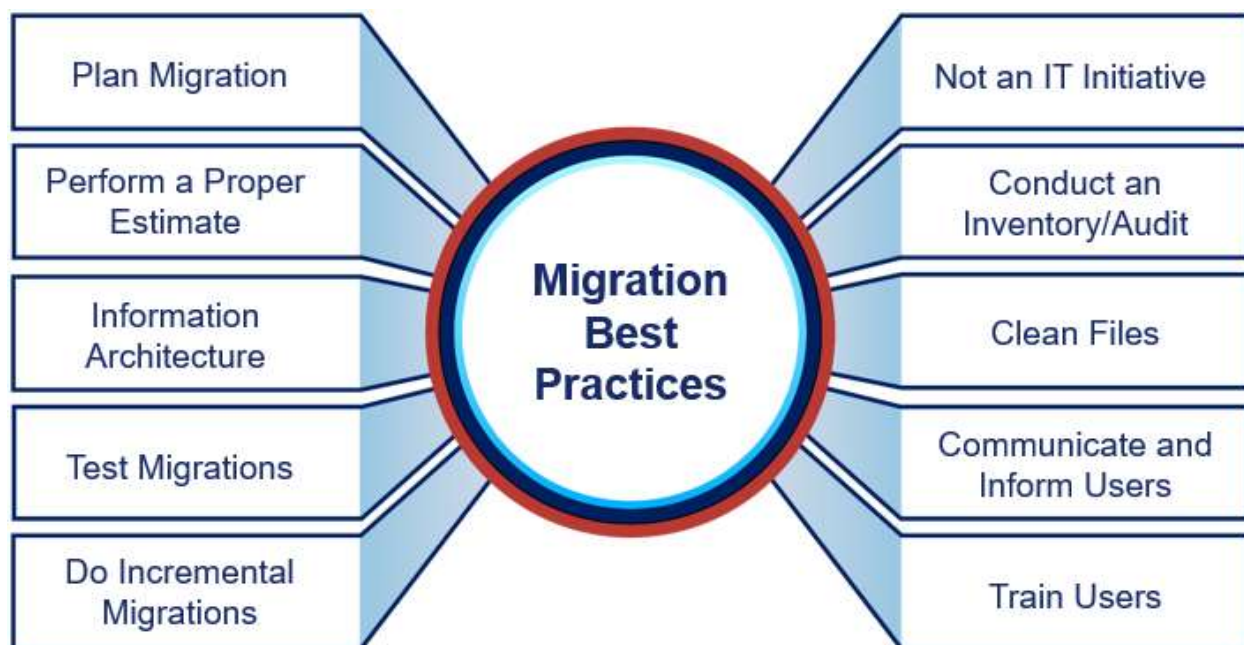 Plan Migration
Perform a Proper
Estimate
Information
Architecture
Test Migrations
Do Incremental
Migrations
Migration
Best
Practices
Not an IT Initiative
Conduct an
Inventory/Audit
Clean Files
Communicate and
Inform Users
Train Users